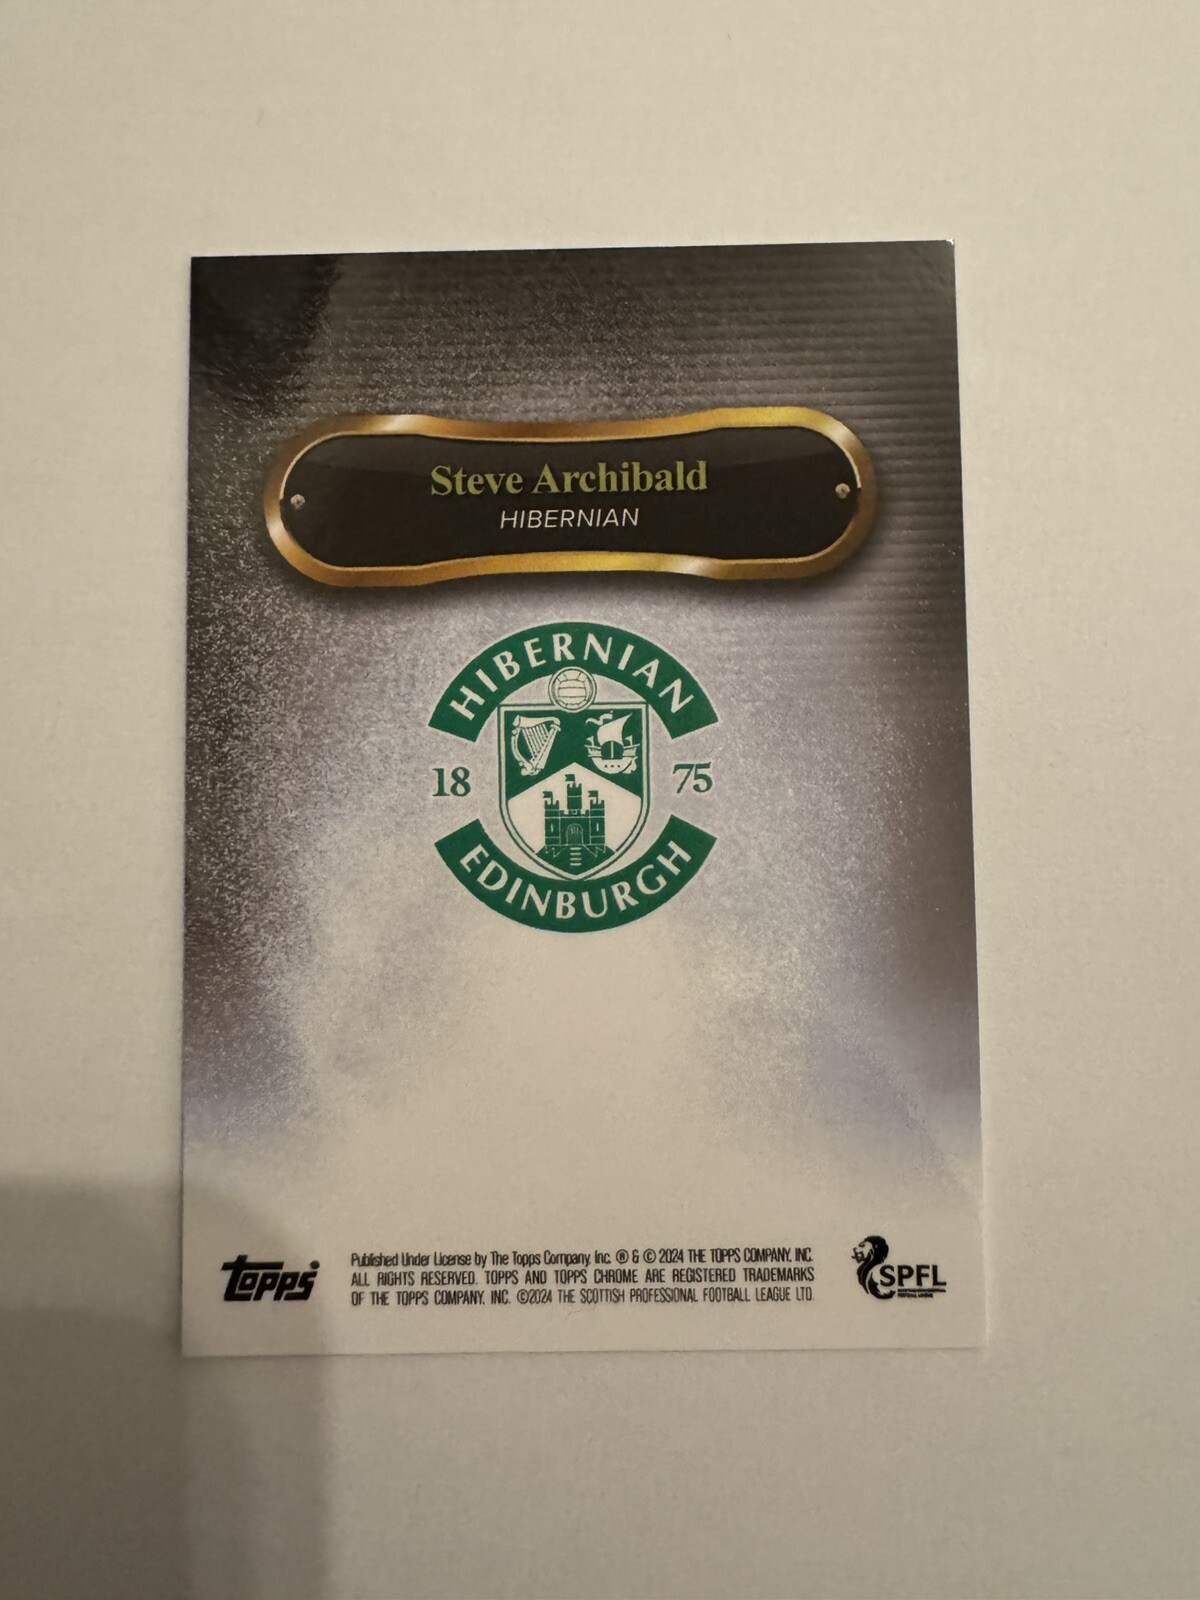 Steve Archibald
HIBERNIAN
HIBERNIAN
18 75
EDINBURGH
topps
Published Under License by The Topps Company, Inc. ® & © 2024 THE TOPPS COMPANY, INC.
ALL RIGHTS RESERVED. TOPPS AND TOPPS CHROME ARE REGISTERED TRADEMARKS
OF THE TOPPS COMPANY, INC. ©2024 THE SCOTTISH PROFESSIONAL FOOTBALL LEAGUE LTD.
SPFL